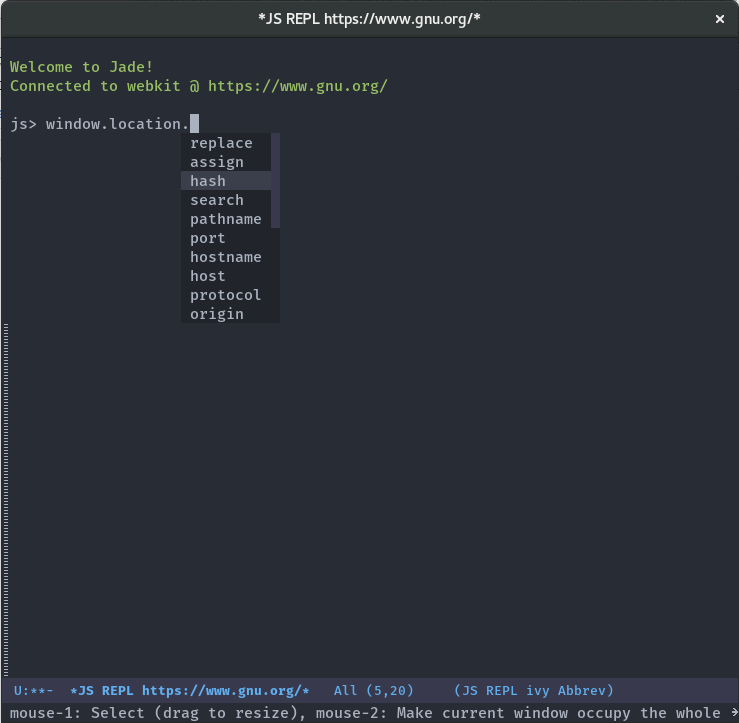 *JS REPL https://www.gnu.org/* ×
Welcome to Jade!
Connected to webkit @ https://www.gnu.org/
js> window.location.
replace
assign
hash
search
pathname
port
hostname
host
protocol
origin
U:**-  *JS REPL https://www.gnu.org/*   All (5,20)     (JS REPL ivy Abbrev)
mouse-1: Select (drag to resize), mouse-2: Make current window occupy the whole →